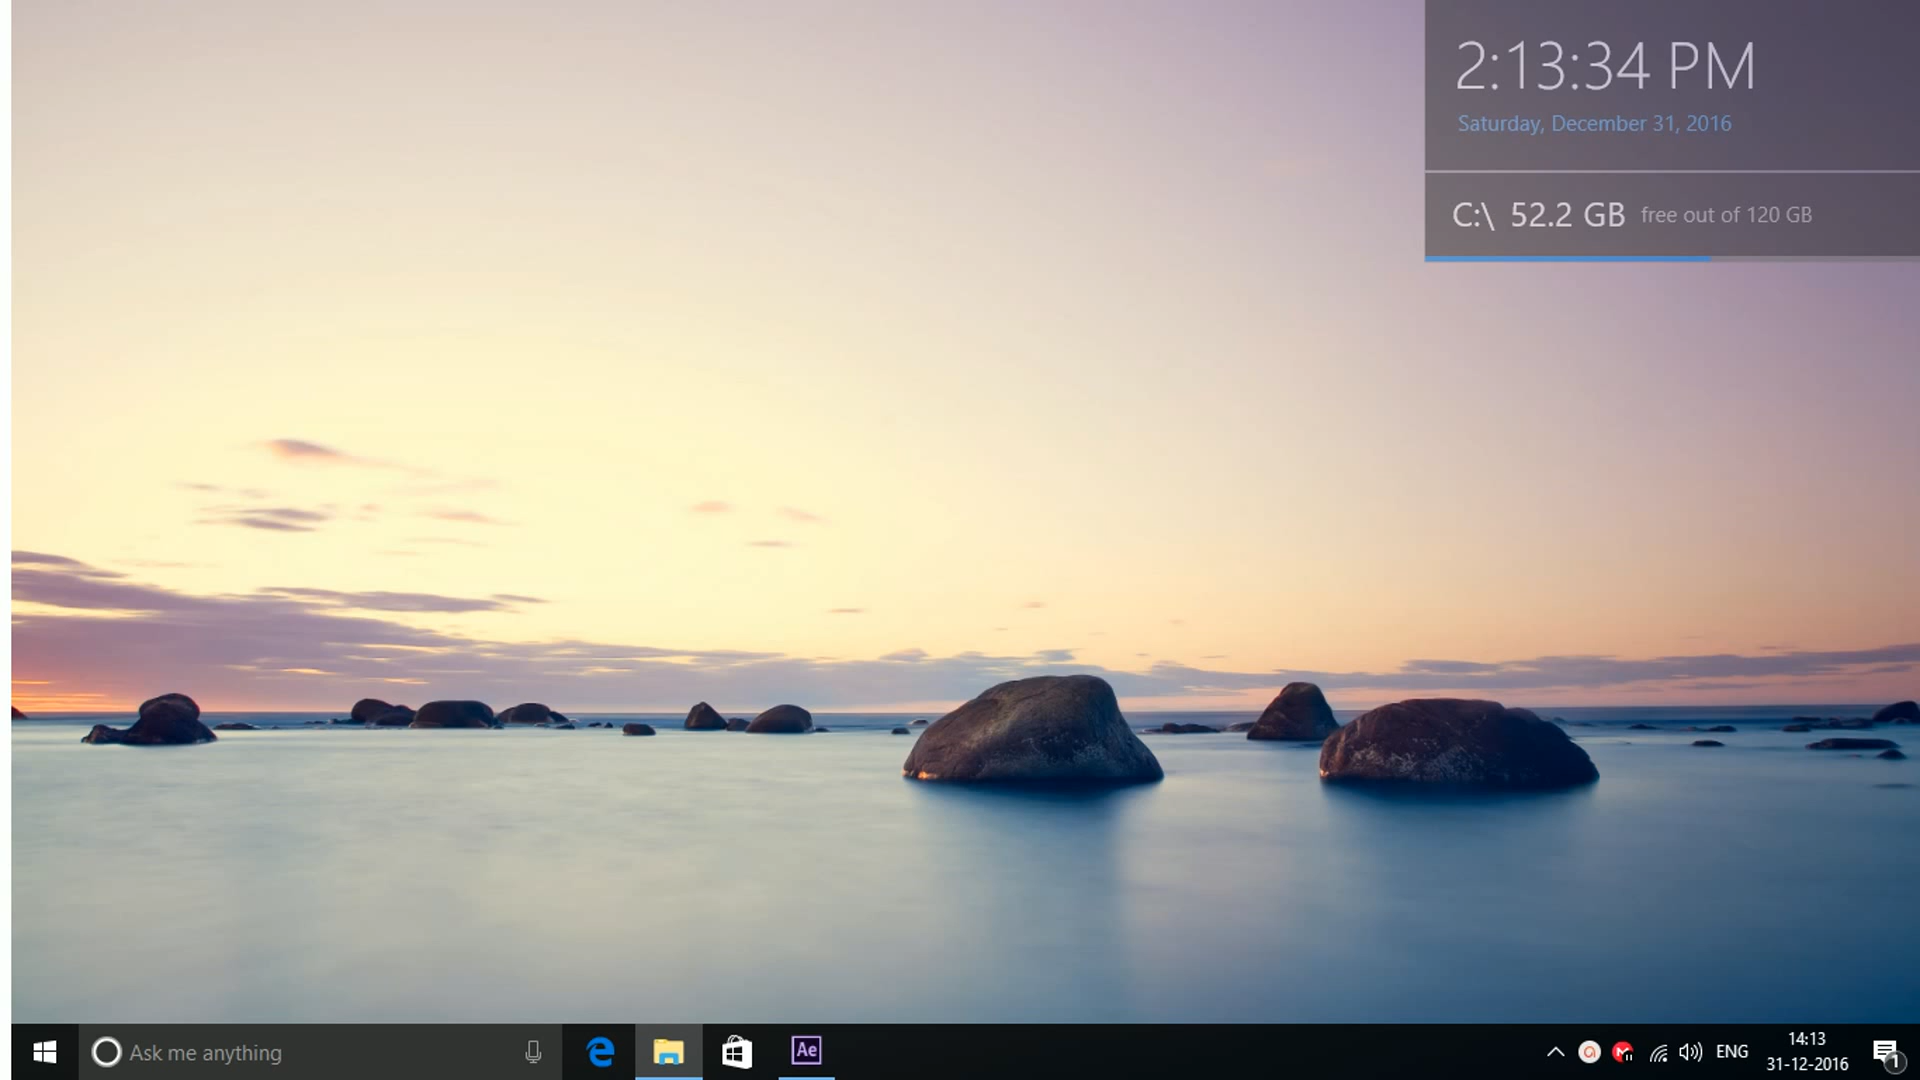 2:13:34 PM
Saturday, December 31, 2016
C:\ 52.2 GB free out of 120 GB
Ask me anything
Ae
ENG
14:13
31-12-2016
1